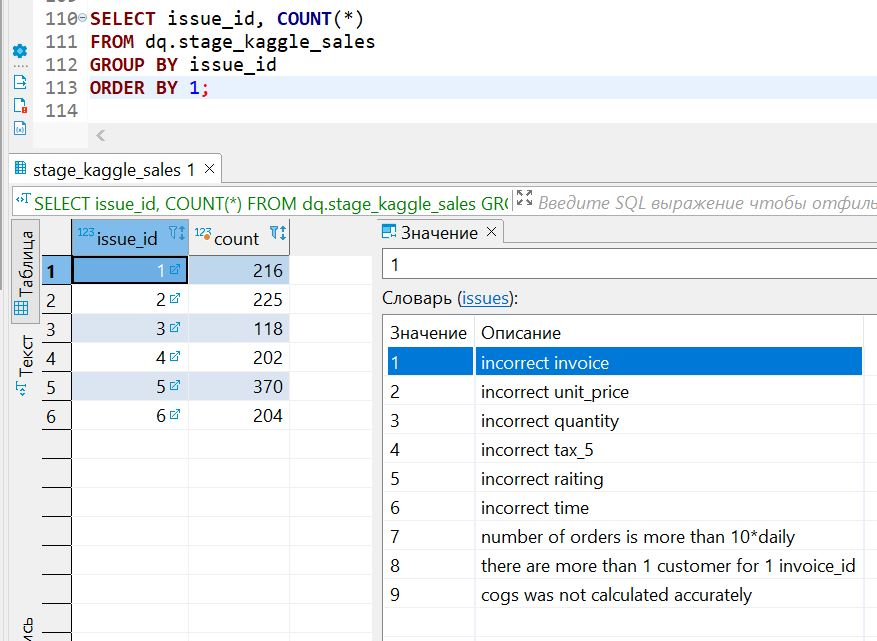 110 SELECT issue_id, COUNT(*)
111 FROM dq.stage_kaggle_sales
112 GROUP BY issue_id
113 ORDER BY 1;
114
stage_kaggle_sales 1
SELECT issue_id, COUNT(*) FROM dq.stage_kaggle_sales GR
Введите SQL выражение чтобы отфиль
Таблица
Текст
123 issue_id 123 count
1 1 216
2 2 225
3 3 118
4 4 202
5 5 370
6 6 204
Значение
1
Словарь (issues):
Значение Описание
1 incorrect invoice
2 incorrect unit_price
3 incorrect quantity
4 incorrect tax_5
5 incorrect raiting
6 incorrect time
7 number of orders is more than 10*daily
8 there are more than 1 customer for 1 invoice_id
9 cogs was not calculated accurately